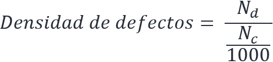 Densidad de defectos = N_d / (N_c / 1000)